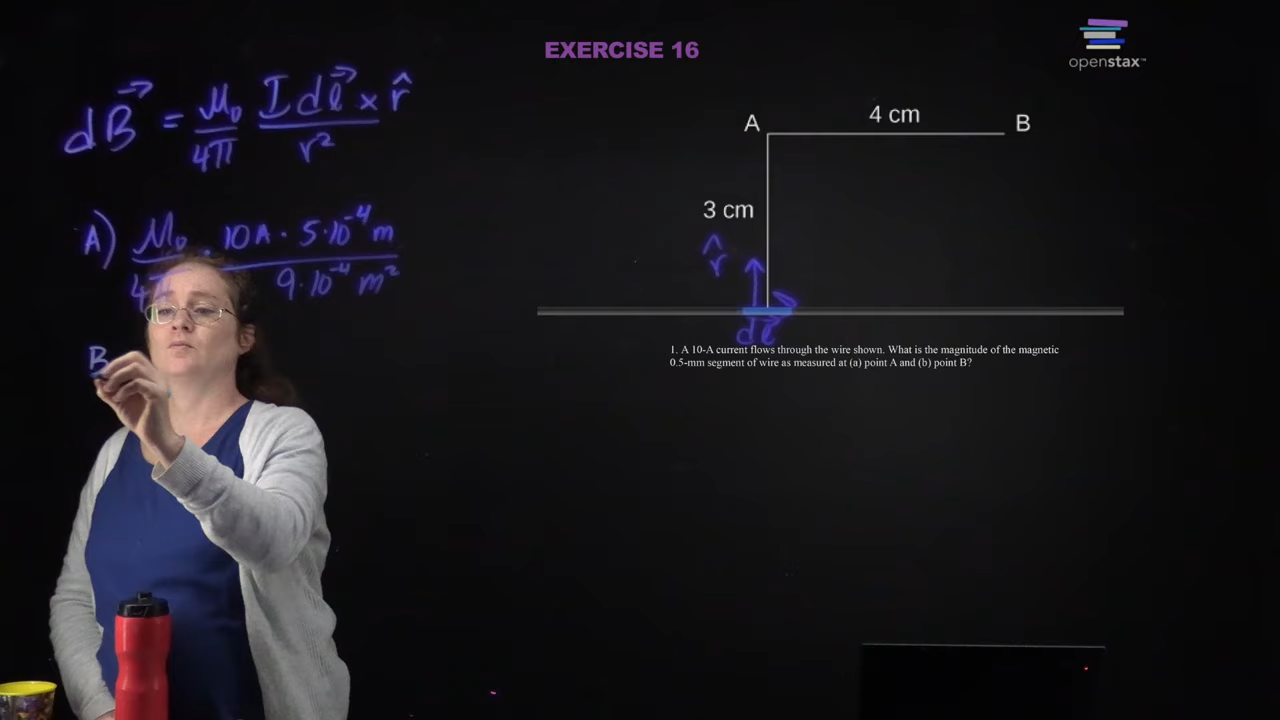 EXERCISE 16
openstax™
dB⃗ = μ₀/4π I dℓ⃗ × r̂ / r²
A 4 cm B
A) μ₀/4π · 10A · 5·10⁻⁴ m / 9·10⁻⁴ m²
3 cm
r̂
dℓ⃗
1. A 10-A current flows through the wire shown. What is the magnitude of the magnetic
0.5-mm segment of wire as measured at (a) point A and (b) point B?
B